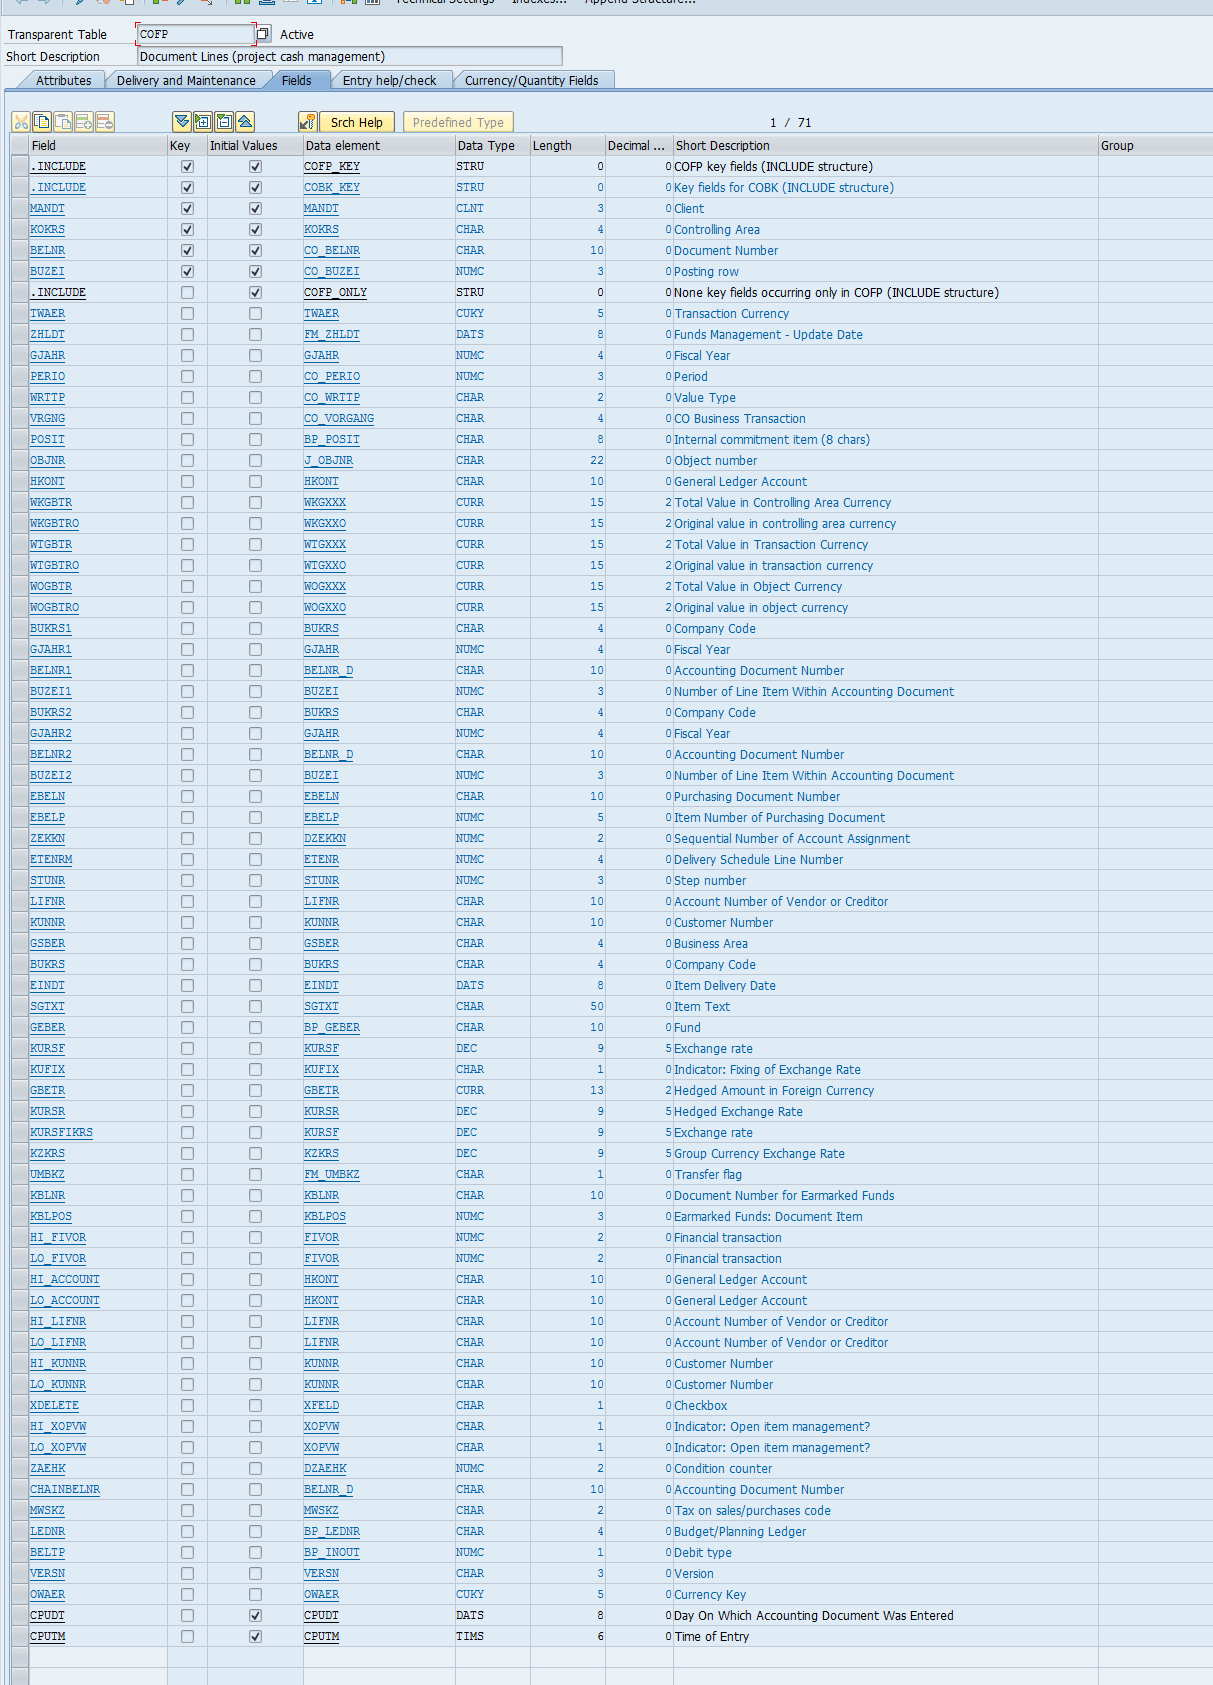 Technical Settings Indexes... Append Structure...
Transparent Table COFP Active
Short Description Document Lines (project cash management)
Attributes Delivery and Maintenance Fields Entry help/check Currency/Quantity Fields
Srch Help Predefined Type 1 / 71
Field Key Initial Values Data element Data Type Length Decimal ... Short Description Group
.INCLUDE COFP_KEY STRU 0 0 COFP key fields (INCLUDE structure)
.INCLUDE COBK_KEY STRU 0 0 Key fields for COBK (INCLUDE structure)
MANDT MANDT CLNT 3 0 Client
KOKRS KOKRS CHAR 4 0 Controlling Area
BELNR CO_BELNR CHAR 10 0 Document Number
BUZEI CO_BUZEI NUMC 3 0 Posting row
.INCLUDE COFP_ONLY STRU 0 0 None key fields occurring only in COFP (INCLUDE structure)
TWAER TWAER CUKY 5 0 Transaction Currency
ZHLDT FM_ZHLDT DATS 8 0 Funds Management - Update Date
GJAHR GJAHR NUMC 4 0 Fiscal Year
PERIO CO_PERIO NUMC 3 0 Period
WRTTP CO_WRTTP CHAR 2 0 Value Type
VRGNG CO_VORGANG CHAR 4 0 CO Business Transaction
POSIT BP_POSIT CHAR 8 0 Internal commitment item (8 chars)
OBJNR J_OBJNR CHAR 22 0 Object number
HKONT HKONT CHAR 10 0 General Ledger Account
WKGBTR WKGXXX CURR 15 2 Total Value in Controlling Area Currency
WKGBTRO WKGXXO CURR 15 2 Original value in controlling area currency
WTGBTR WTGXXX CURR 15 2 Total Value in Transaction Currency
WTGBTRO WTGXXO CURR 15 2 Original value in transaction currency
WOGBTR WOGXXX CURR 15 2 Total Value in Object Currency
WOGBTRO WOGXXO CURR 15 2 Original value in object currency
BUKRS1 BUKRS CHAR 4 0 Company Code
GJAHR1 GJAHR NUMC 4 0 Fiscal Year
BELNR1 BELNR_D CHAR 10 0 Accounting Document Number
BUZEI1 BUZEI NUMC 3 0 Number of Line Item Within Accounting Document
BUKRS2 BUKRS CHAR 4 0 Company Code
GJAHR2 GJAHR NUMC 4 0 Fiscal Year
BELNR2 BELNR_D CHAR 10 0 Accounting Document Number
BUZEI2 BUZEI NUMC 3 0 Number of Line Item Within Accounting Document
EBELN EBELN CHAR 10 0 Purchasing Document Number
EBELP EBELP NUMC 5 0 Item Number of Purchasing Document
ZEKKN DZEKKN NUMC 2 0 Sequential Number of Account Assignment
ETENRM ETENR NUMC 4 0 Delivery Schedule Line Number
STUNR STUNR NUMC 3 0 Step number
LIFNR LIFNR CHAR 10 0 Account Number of Vendor or Creditor
KUNNR KUNNR CHAR 10 0 Customer Number
GSBER GSBER CHAR 4 0 Business Area
BUKRS BUKRS CHAR 4 0 Company Code
EINDT EINDT DATS 8 0 Item Delivery Date
SGTXT SGTXT CHAR 50 0 Item Text
GEBER BP_GEBER CHAR 10 0 Fund
KURSF KURSF DEC 9 5 Exchange rate
KUFIX KUFIX CHAR 1 0 Indicator: Fixing of Exchange Rate
GBETR GBETR CURR 13 2 Hedged Amount in Foreign Currency
KURSR KURSR DEC 9 5 Hedged Exchange Rate
KURSFIKRS KURSF DEC 9 5 Exchange rate
KZKRS KZKRS DEC 9 5 Group Currency Exchange Rate
UMBKZ FM_UMBKZ CHAR 1 0 Transfer flag
KBLNR KBLNR CHAR 10 0 Document Number for Earmarked Funds
KBLPOS KBLPOS NUMC 3 0 Earmarked Funds: Document Item
HI_FIVOR FIVOR NUMC 2 0 Financial transaction
LO_FIVOR FIVOR NUMC 2 0 Financial transaction
HI_ACCOUNT HKONT CHAR 10 0 General Ledger Account
LO_ACCOUNT HKONT CHAR 10 0 General Ledger Account
HI_LIFNR LIFNR CHAR 10 0 Account Number of Vendor or Creditor
LO_LIFNR LIFNR CHAR 10 0 Account Number of Vendor or Creditor
HI_KUNNR KUNNR CHAR 10 0 Customer Number
LO_KUNNR KUNNR CHAR 10 0 Customer Number
XDELETE XFELD CHAR 1 0 Checkbox
HI_XOPVW XOPVW CHAR 1 0 Indicator: Open item management?
LO_XOPVW XOPVW CHAR 1 0 Indicator: Open item management?
ZAEHK DZAEHK NUMC 2 0 Condition counter
CHAINBELNR BELNR_D CHAR 10 0 Accounting Document Number
MWSKZ MWSKZ CHAR 2 0 Tax on sales/purchases code
LEDNR BP_LEDNR CHAR 4 0 Budget/Planning Ledger
BELTP BP_INOUT NUMC 1 0 Debit type
VERSN VERSN CHAR 3 0 Version
OWAER OWAER CUKY 5 0 Currency Key
CPUDT CPUDT DATS 8 0 Day On Which Accounting Document Was Entered
CPUTM CPUTM TIMS 6 0 Time of Entry